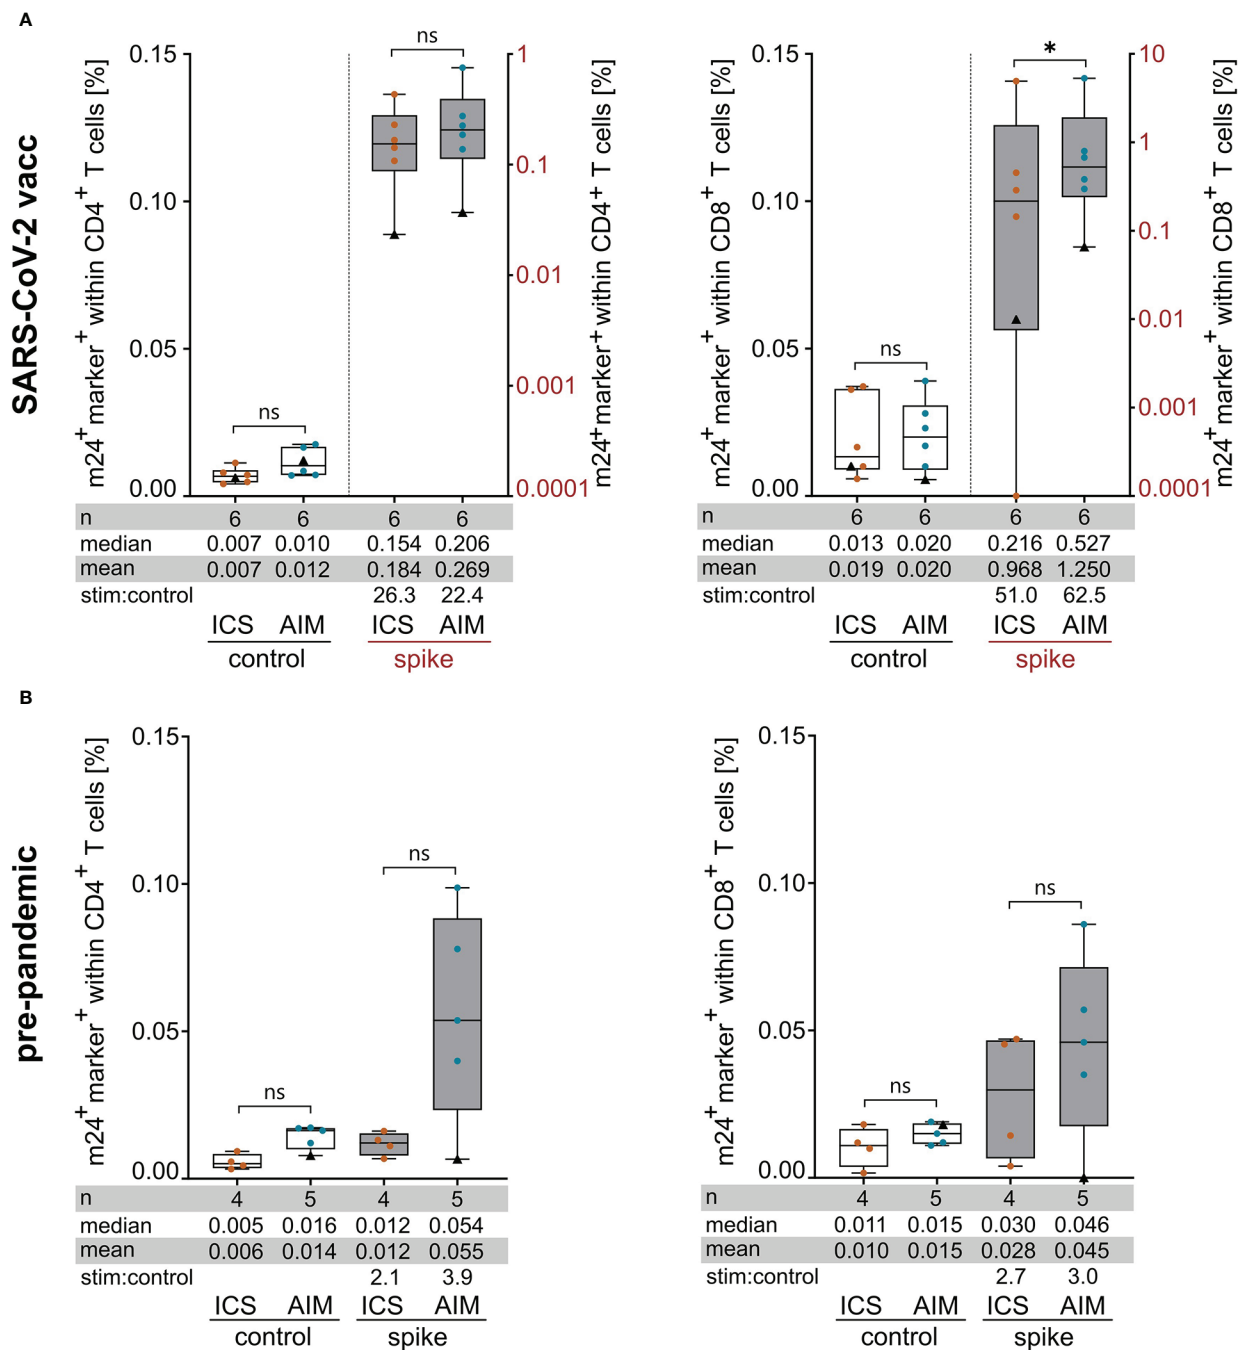 A
SARS-CoV-2 vacc
m24+ marker+ within CD4+ T cells [%]
0.15
0.10
0.05
0.00
ns
ns
1
0.1
0.01
0.001
0.0001
m24+marker+ within CD4+ T cells [%]
n 6 6 6 6
median 0.007 0.010 0.154 0.206
mean 0.007 0.012 0.184 0.269
stim:control 26.3 22.4
ICS AIM ICS AIM
control spike
m24+ marker+ within CD8+ T cells [%]
0.15
0.10
0.05
0.00
ns
*
10
1
0.1
0.01
0.001
0.0001
m24+ marker+ within CD8+ T cells [%]
n 6 6 6 6
median 0.013 0.020 0.216 0.527
mean 0.019 0.020 0.968 1.250
stim:control 51.0 62.5
ICS AIM ICS AIM
control spike
B
pre-pandemic
m24+ marker+ within CD4+ T cells [%]
0.15
0.10
0.05
0.00
ns
ns
n 4 5 4 5
median 0.005 0.016 0.012 0.054
mean 0.006 0.014 0.012 0.055
stim:control 2.1 3.9
ICS AIM ICS AIM
control spike
m24+ marker+ within CD8+ T cells [%]
0.15
0.10
0.05
0.00
ns
ns
n 4 5 4 5
median 0.011 0.015 0.030 0.046
mean 0.010 0.015 0.028 0.045
stim:control 2.7 3.0
ICS AIM ICS AIM
control spike